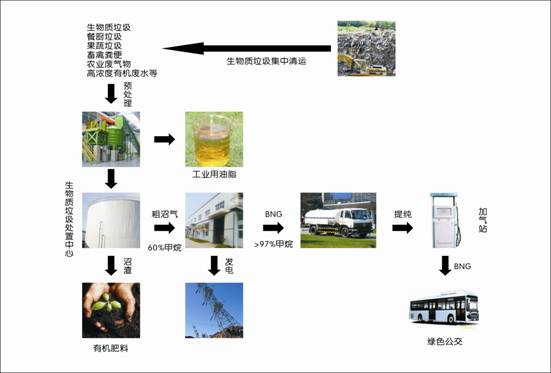 生物质垃圾
餐厨垃圾
果蔬垃圾
畜禽粪便
农业废气物
高浓度有机废水等
生物质垃圾集中清运
预处理
工业用油脂
生物质垃圾处置中心
粗沼气
60%甲烷
BNG
>97%甲烷
提纯
加气站
沼渣
发电
BNG
有机肥料
绿色公交